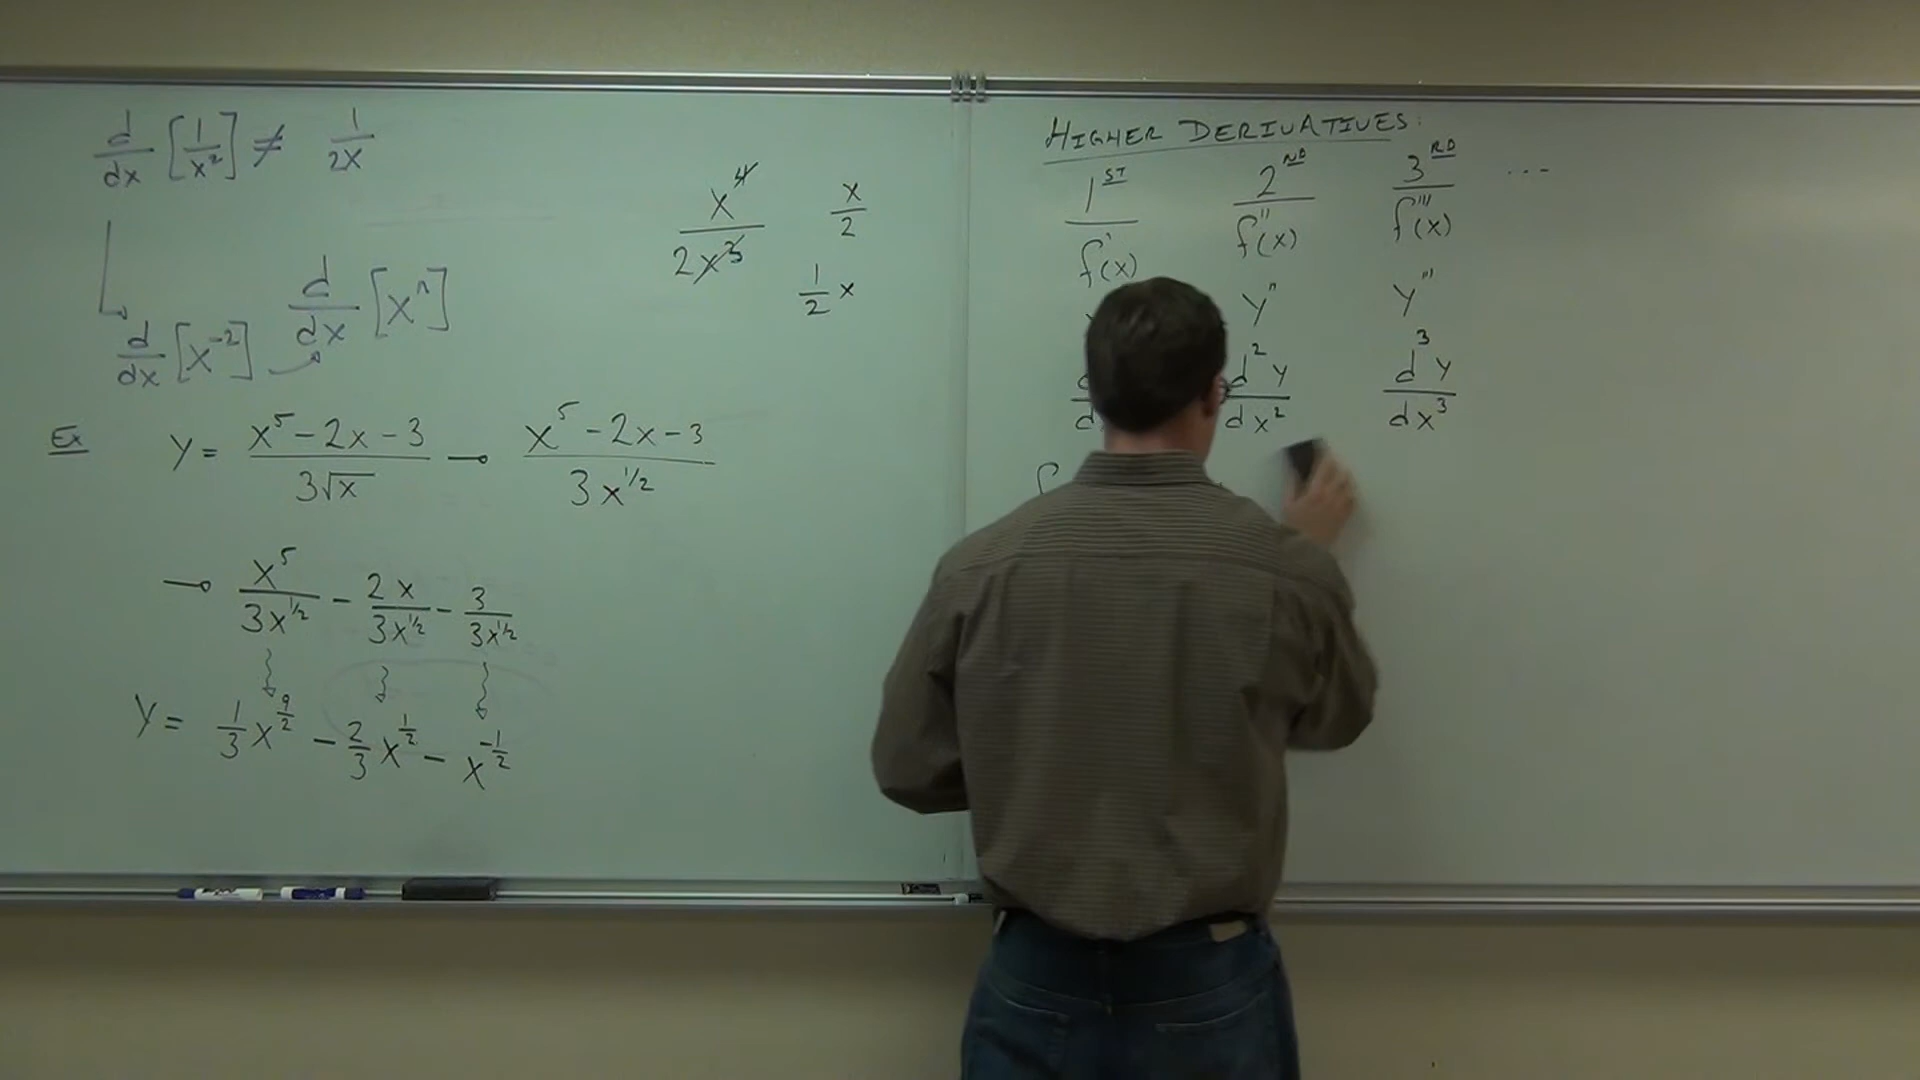 d/dx [1/x²] ≠ 1/2x
d/dx [x⁻²] d/dx [xⁿ]
x⁴/2x³ x/2
1/2 x
Ex y = (x⁵ - 2x - 3)/(3√x) → (x⁵ - 2x - 3)/(3x^1/2)
→ x⁵/(3x^1/2) - 2x/(3x^1/2) - 3/(3x^1/2)
y = 1/3 x^9/2 - 2/3 x^1/2 - x^-1/2
HIGHER DERIVATIVES:
1ST 2ND 3RD ...
f'(x) f''(x) f'''(x)
y'' y'''
d²y/dx² d³y/dx³